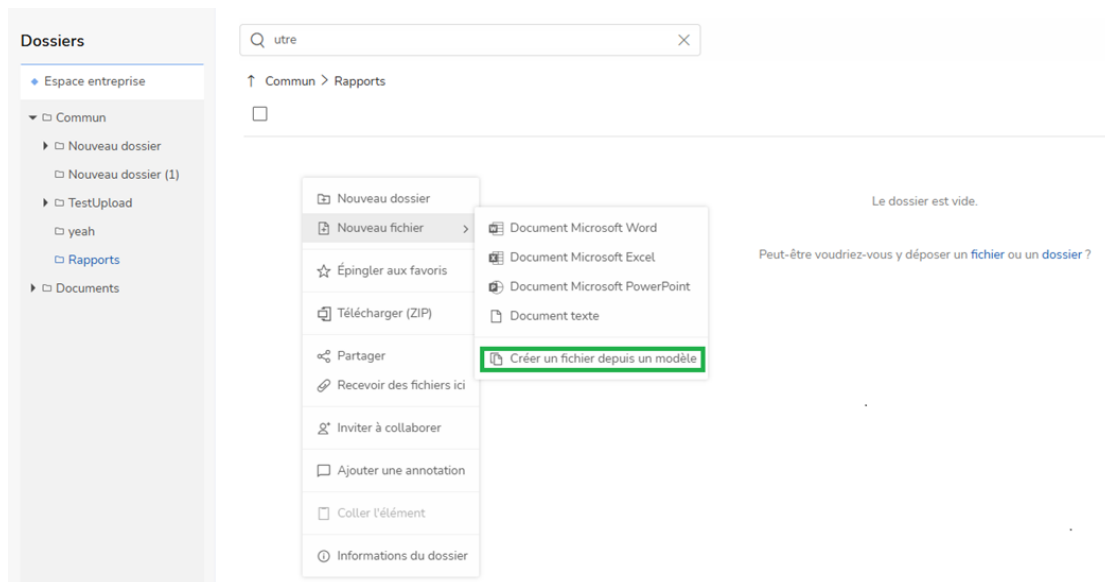 Dossiers
Espace entreprise
Commun
Nouveau dossier
Nouveau dossier (1)
TestUpload
yeah
Rapports
Documents
utre
Commun > Rapports
Nouveau dossier
Nouveau fichier
Épingler aux favoris
Télécharger (ZIP)
Partager
Recevoir des fichiers ici
Inviter à collaborer
Ajouter une annotation
Coller l'élément
Informations du dossier
Document Microsoft Word
Document Microsoft Excel
Document Microsoft PowerPoint
Document texte
Créer un fichier depuis un modèle
Le dossier est vide.
Peut-être voudriez-vous y déposer un fichier ou un dossier ?